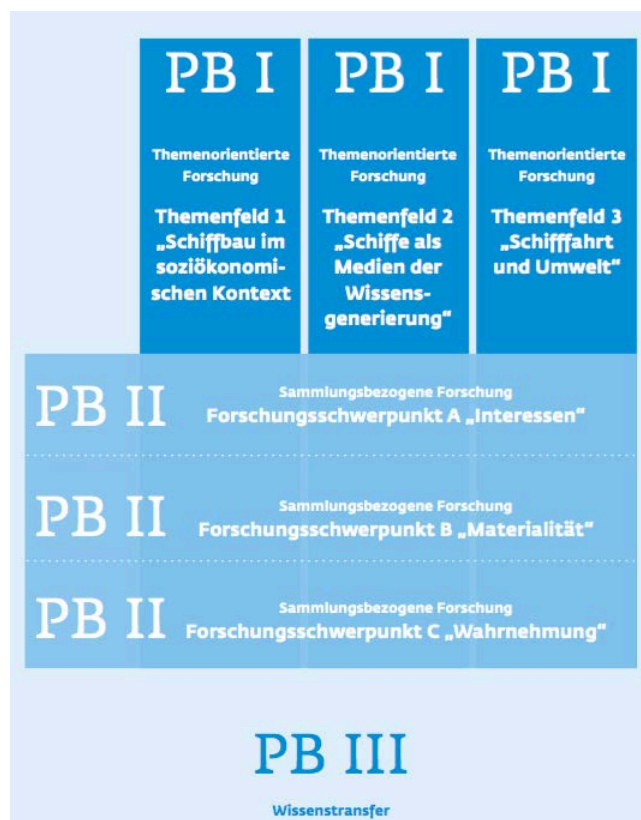 PB I
Themenorientierte
Forschung
Themenfeld 1
„Schiffbau im
soziökonomi-
schen Kontext
PB I
Themenorientierte
Forschung
Themenfeld 2
„Schiffe als
Medien der
Wissens-
generierung“
PB I
Themenorientierte
Forschung
Themenfeld 3
„Schifffahrt
und Umwelt“
PB II
Sammlungsbezogene Forschung
Forschungsschwerpunkt A „Interessen“
PB II
Sammlungsbezogene Forschung
Forschungsschwerpunkt B „Materialität“
PB II
Sammlungsbezogene Forschung
Forschungsschwerpunkt C „Wahrnehmung“
PB III
Wissenstransfer